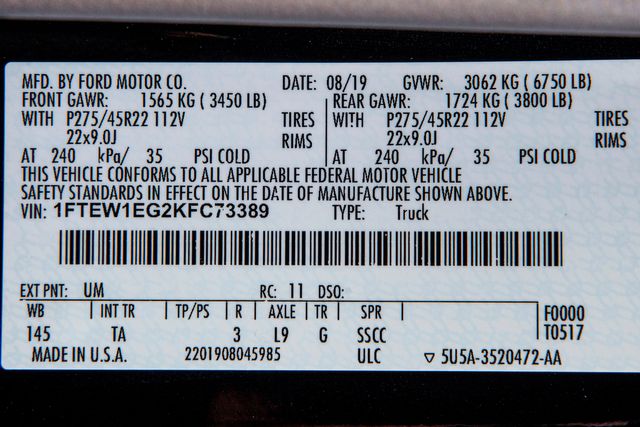 MFD. BY FORD MOTOR CO. DATE: 08/19 GVWR: 3062 KG ( 6750 LB)
FRONT GAWR: 1565 KG ( 3450 LB) REAR GAWR: 1724 KG ( 3800 LB)
WITH P275/45R22 112V TIRES WITH P275/45R22 112V TIRES
22x9.0J RIMS 22x9.0J RIMS
AT 240 kPa/ 35 PSI COLD AT 240 kPa/ 35 PSI COLD
THIS VEHICLE CONFORMS TO ALL APPLICABLE FEDERAL MOTOR VEHICLE
SAFETY STANDARDS IN EFFECT ON THE DATE OF MANUFACTURE SHOWN ABOVE.
VIN: 1FTEW1EG2KFC73389 TYPE: Truck
EXT PNT: UM RC: 11 DSO:
WB INT TR TP/PS R AXLE TR SPR F0000
145 TA 3 L9 G SSCC T0517
MADE IN U.S.A. 2201908045985 ULC ▽ 5U5A-3520472-AA